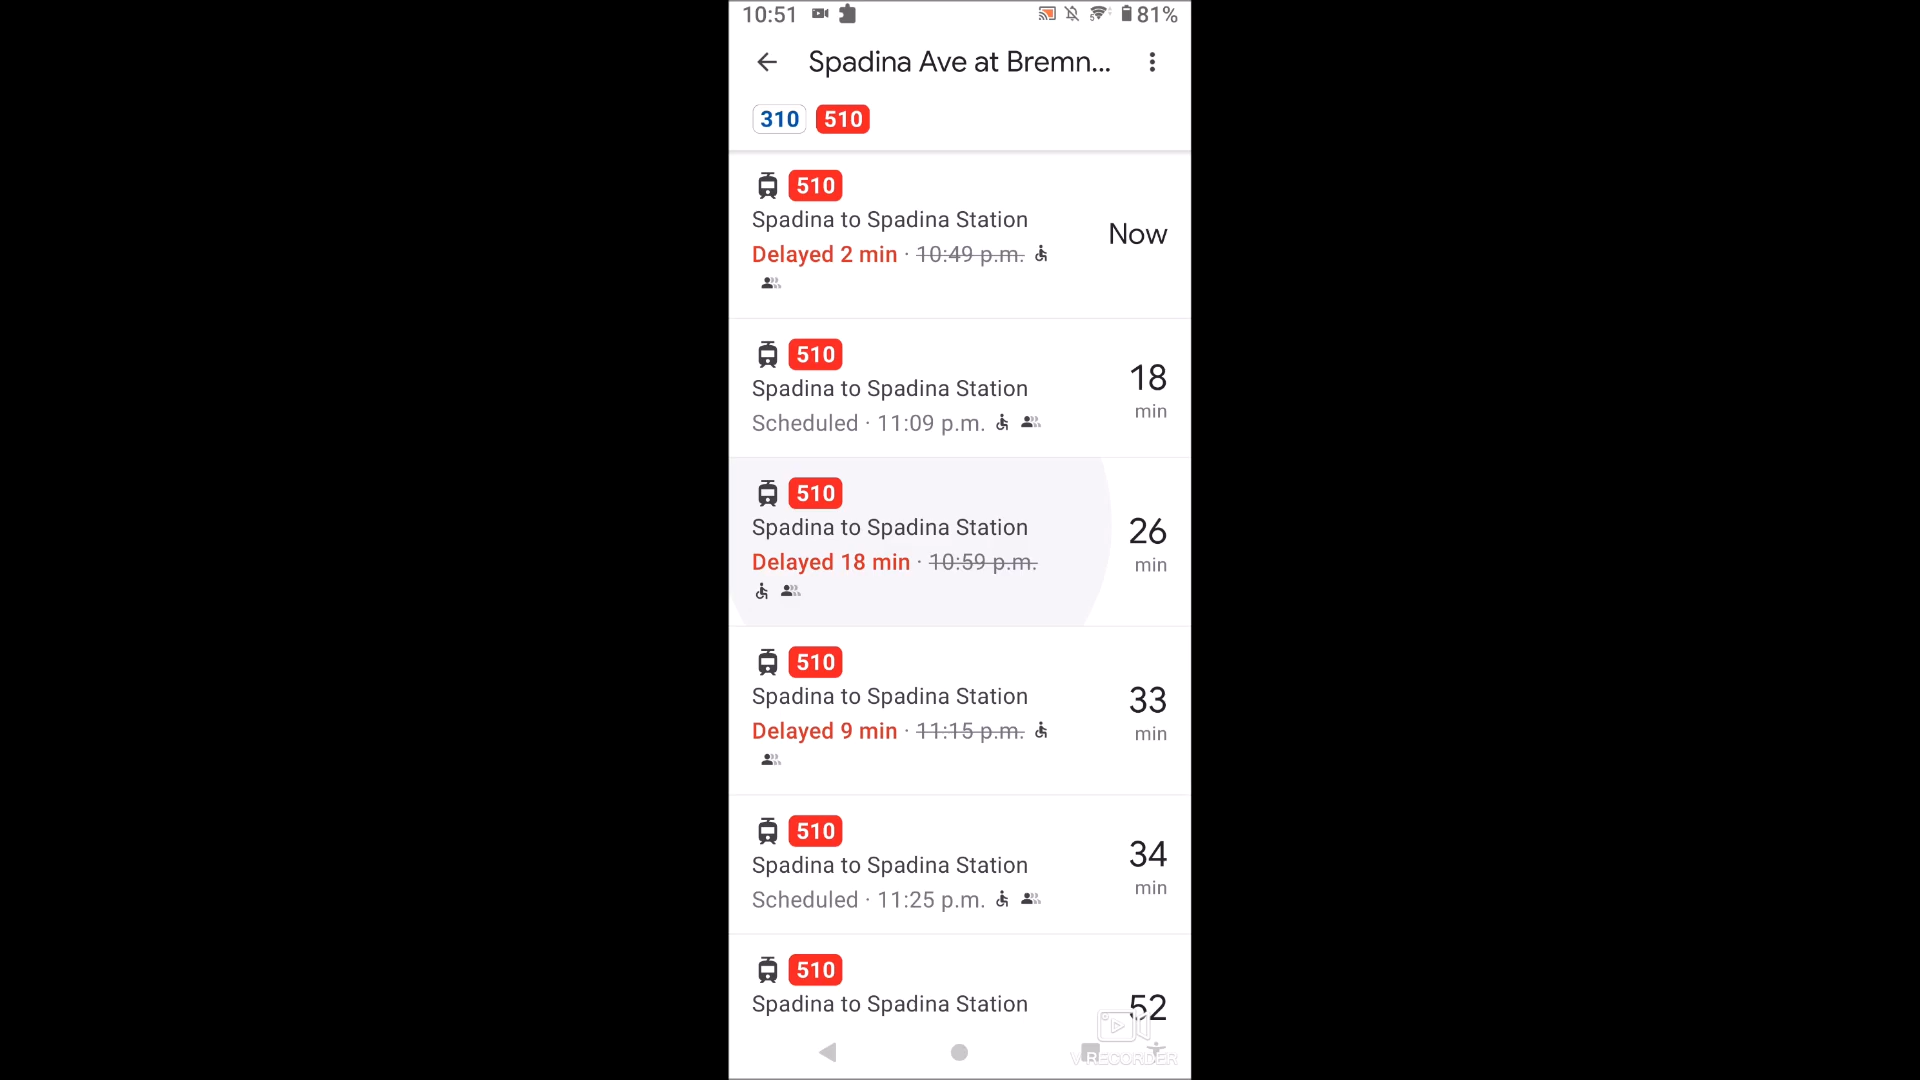 10:51 81%
Spadina Ave at Bremn...
310 510
510
Spadina to Spadina Station
Delayed 2 min · 10:49 p.m.
Now
510
Spadina to Spadina Station
Scheduled · 11:09 p.m.
18
min
510
Spadina to Spadina Station
Delayed 18 min · 10:59 p.m.
26
min
510
Spadina to Spadina Station
Delayed 9 min · 11:15 p.m.
33
min
510
Spadina to Spadina Station
Scheduled · 11:25 p.m.
34
min
510
Spadina to Spadina Station
52
V RECORDER